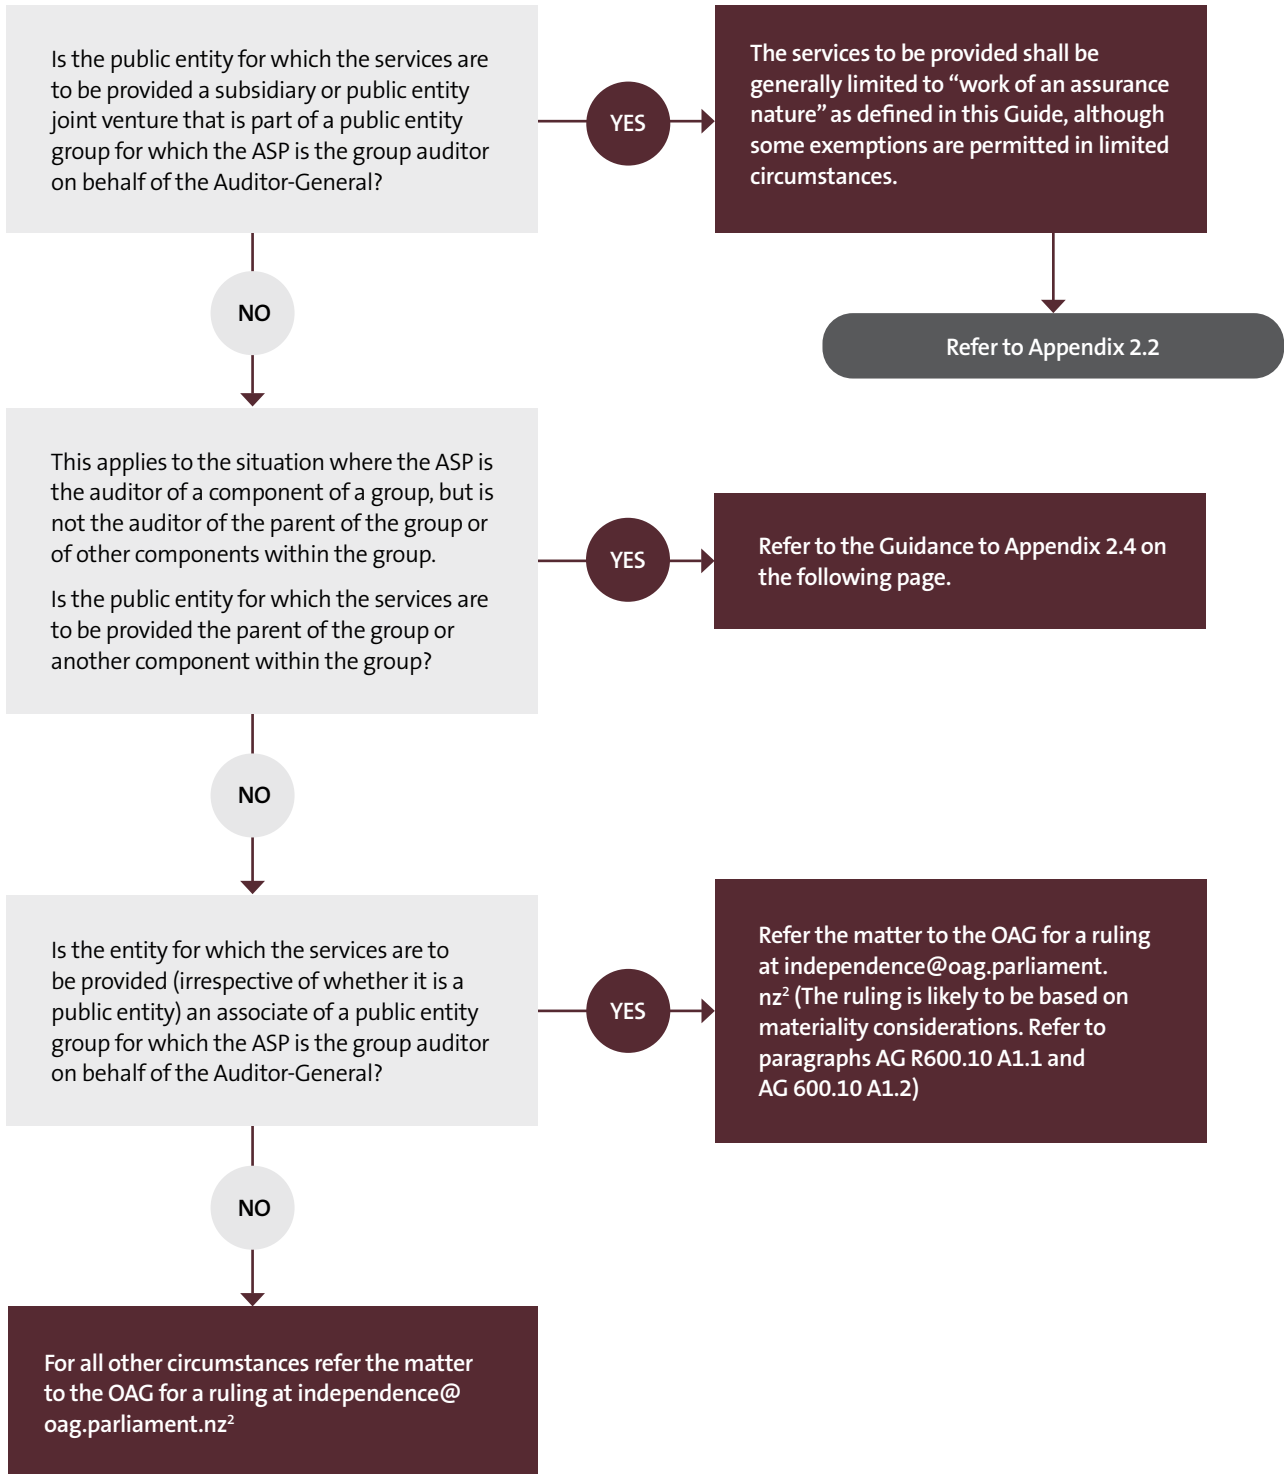 Is the public entity for which the services are
to be provided a subsidiary or public entity
joint venture that is part of a public entity
group for which the ASP is the group auditor
on behalf of the Auditor-General?
YES
The services to be provided shall be
generally limited to “work of an assurance
nature” as defined in this Guide, although
some exemptions are permitted in limited
circumstances.
NO
Refer to Appendix 2.2
This applies to the situation where the ASP is
the auditor of a component of a group, but is
not the auditor of the parent of the group or
of other components within the group.
Is the public entity for which the services are
to be provided the parent of the group or
another component within the group?
YES
Refer to the Guidance to Appendix 2.4 on
the following page.
NO
Is the entity for which the services are to
be provided (irrespective of whether it is a
public entity) an associate of a public entity
group for which the ASP is the group auditor
on behalf of the Auditor-General?
YES
Refer the matter to the OAG for a ruling
at independence@oag.parliament.
nz² (The ruling is likely to be based on
materiality considerations. Refer to
paragraphs AG R600.10 A1.1 and
AG 600.10 A1.2)
NO
For all other circumstances refer the matter
to the OAG for a ruling at independence@
oag.parliament.nz²